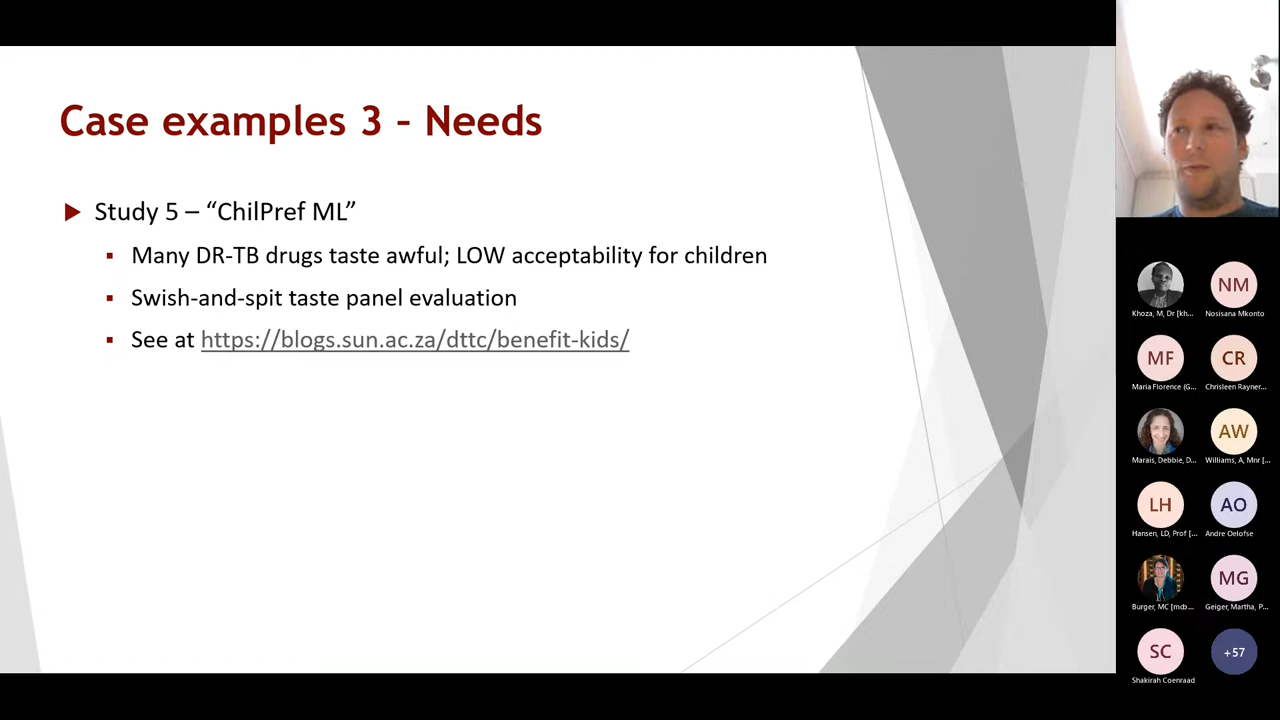 Case examples 3 – Needs
Study 5 – “ChilPref ML”
Many DR-TB drugs taste awful; LOW acceptability for children
Swish-and-spit taste panel evaluation
See at https://blogs.sun.ac.za/dttc/benefit-kids/
NM
Khoza, M, Dr [kh...
Nosisana Mkonto
MF
CR
Maria Florence (G...
Chrisleen Rayner...
AW
Marais, Debbie, D...
Williams, A, Mnr [...
LH
AO
Hansen, LD, Prof [...
Andre Oelofse
MG
Burger, MC [mcb...
Geiger, Martha, P...
SC
+57
Shakirah Coenraad